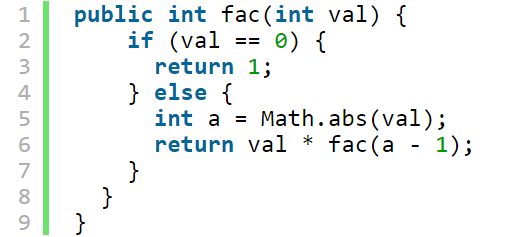 1 public int fac(int val) {
2 if (val == 0) {
3 return 1;
4 } else {
5 int a = Math.abs(val);
6 return val * fac(a - 1);
7 }
8 }
9 }